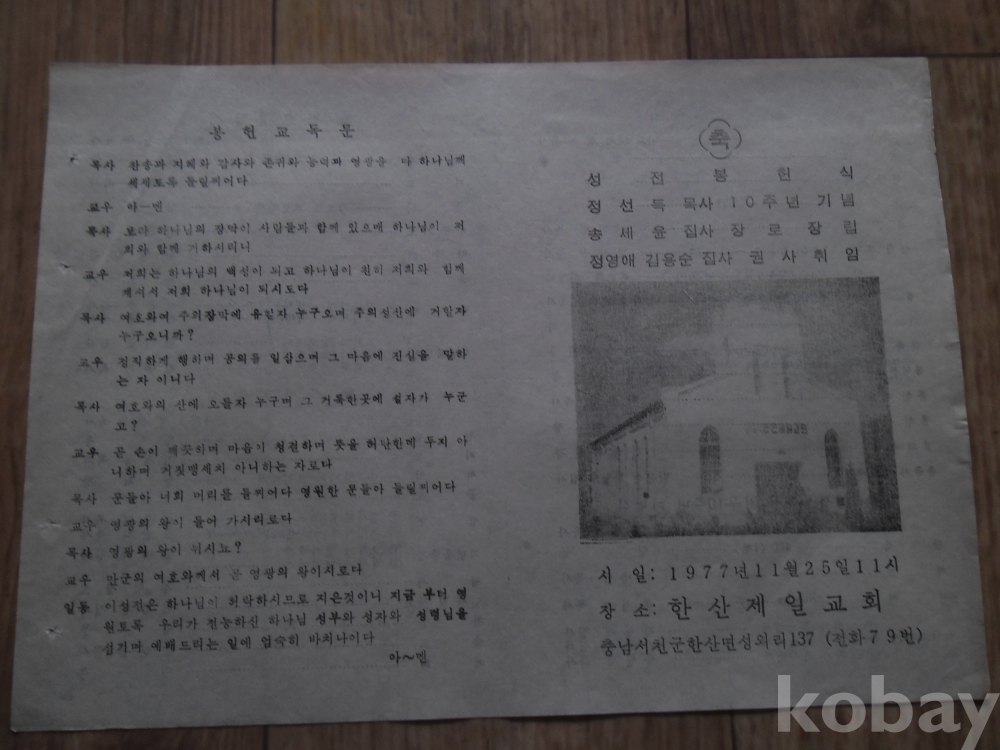 봉헌교독문
목사 찬송과 지혜와 감사와 존귀와 능력과 영광을 다 하나님께
세세토록 돌릴찌어다
교우 아—멘
목사 보라 하나님의 장막이 사람들과 함께 있으매 하나님이 저
희와 함께 거하시리니
교우 저희는 하나님의 백성이 되고 하나님이 친히 저희와 함께
계셔서 저희 하나님이 되시도다
목사 여호와여 주의장막에 유할자 누구오며 주의성산에 거할자
누구오니까?
교우 정직하게 행하며 공의를 일삼으며 그 마음에 진실을 말하
는 자 이니다
목사 여호와의 산에 오를자 누구며 그 거룩한곳에 설자가 누군
고?
교우 곧 손이 깨끗하며 마음이 청결하며 뜻을 허탄한데 두지 아
니하며 거짓맹세치 아니하는 자로다
목사 문들아 너희 머리를 들찌어다 영원한 문들아 들릴찌어다
교우 영광의 왕이 들어 가시리로다
목사 영광의 왕이 뉘시뇨?
교우 만군의 여호와께서 곧 영광의 왕이시로다
일동 이성전은 하나님이 허락하시므로 지은것이니 지금 부터 영
원토록 우리가 전능하신 하나님 성부와 성자와 성령님을
섬기며 예배드리는 일에 엄숙히 바치나이다
아~멘
축
성전봉헌식
정선득 목사 10주년 기념
송세윤 집사 장로 장립
정영애 김용순 집사 권사 취임
시 일: 1977년11월25일11시
장 소: 한산제일교회
충남서천군한산면성외리137 (전화79번)
kobay